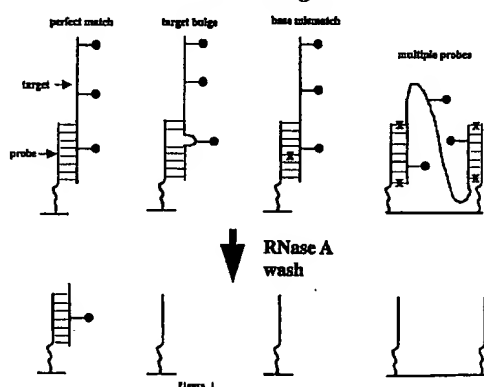 perfect match
target bulge
base mismatch
multiple probes
target
probe
RNase A
wash
Figure 1